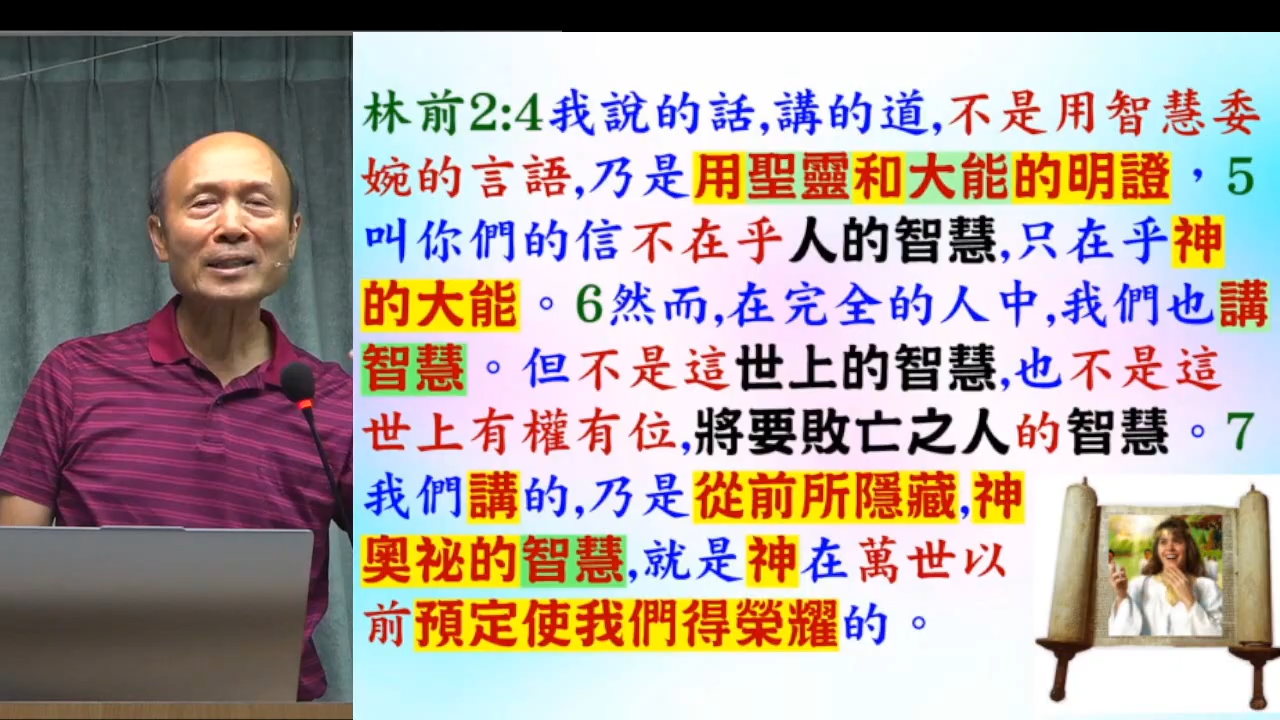 林前2:4我說的話,講的道,不是用智慧委
婉的言語,乃是用聖靈和大能的明證，5
叫你們的信不在乎人的智慧,只在乎神
的大能。6然而,在完全的人中,我們也講
智慧。但不是這世上的智慧,也不是這
世上有權有位,將要敗亡之人的智慧。7
我們講的,乃是從前所隱藏,神
奧祕的智慧,就是神在萬世以
前預定使我們得榮耀的。